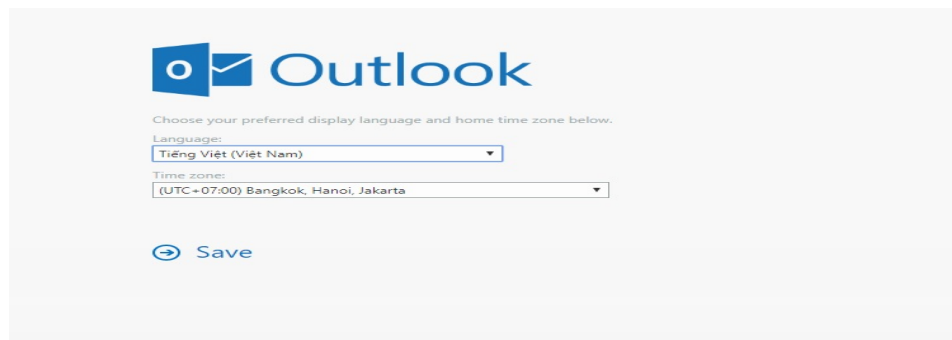 o Outlook
Choose your preferred display language and home time zone below.
Language:
Tiếng Việt (Việt Nam)
Time zone:
(UTC+07:00) Bangkok, Hanoi, Jakarta
Save